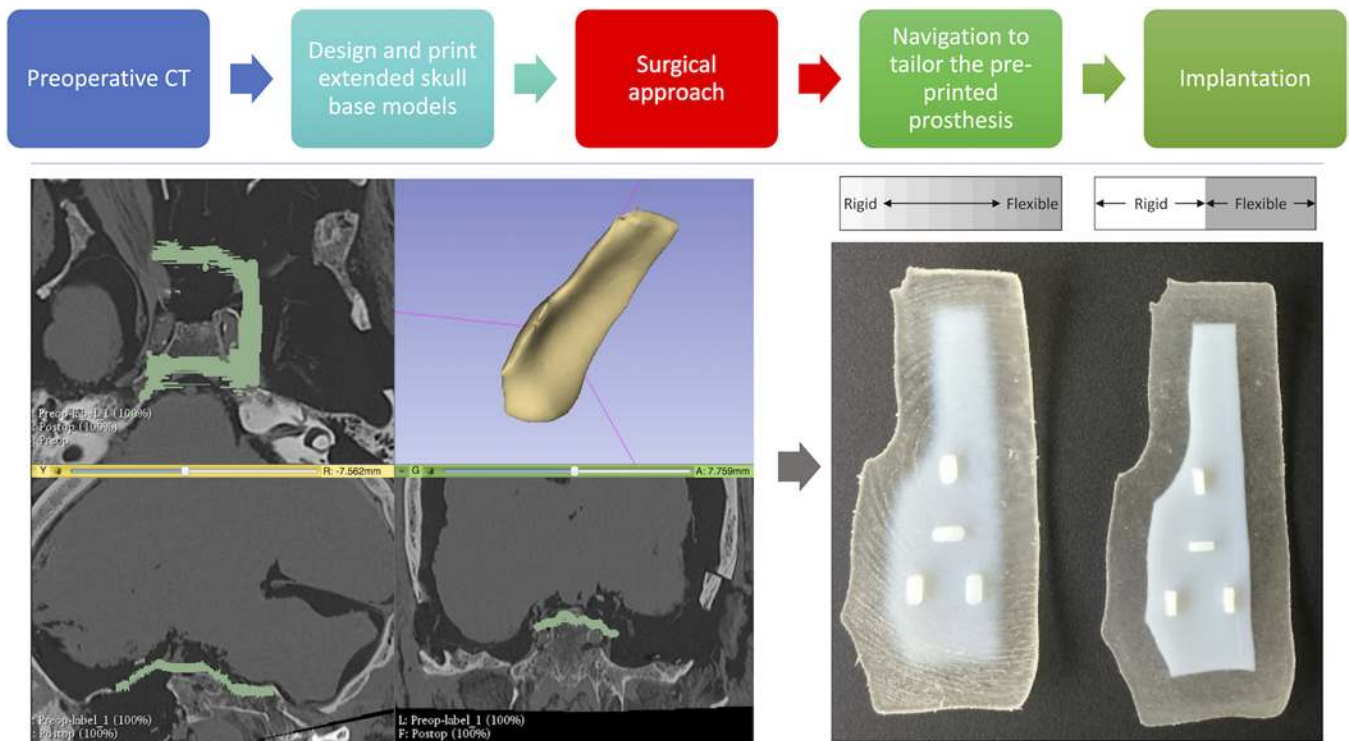 Preoperative CT
Design and print
extended skull
base models
Surgical
approach
Navigation to
tailor the pre-
printed
prosthesis
Implantation
Rigid
Flexible
Rigid
Flexible
: Preop-label_1 (100%)
: Postop (100%)
: Preop
Y
R: -7.562mm
G
A: 7.759mm
: Preop-label_1 (100%)
: Postop (100%)
L: Preop-label_1 (100%)
F: Postop (100%)